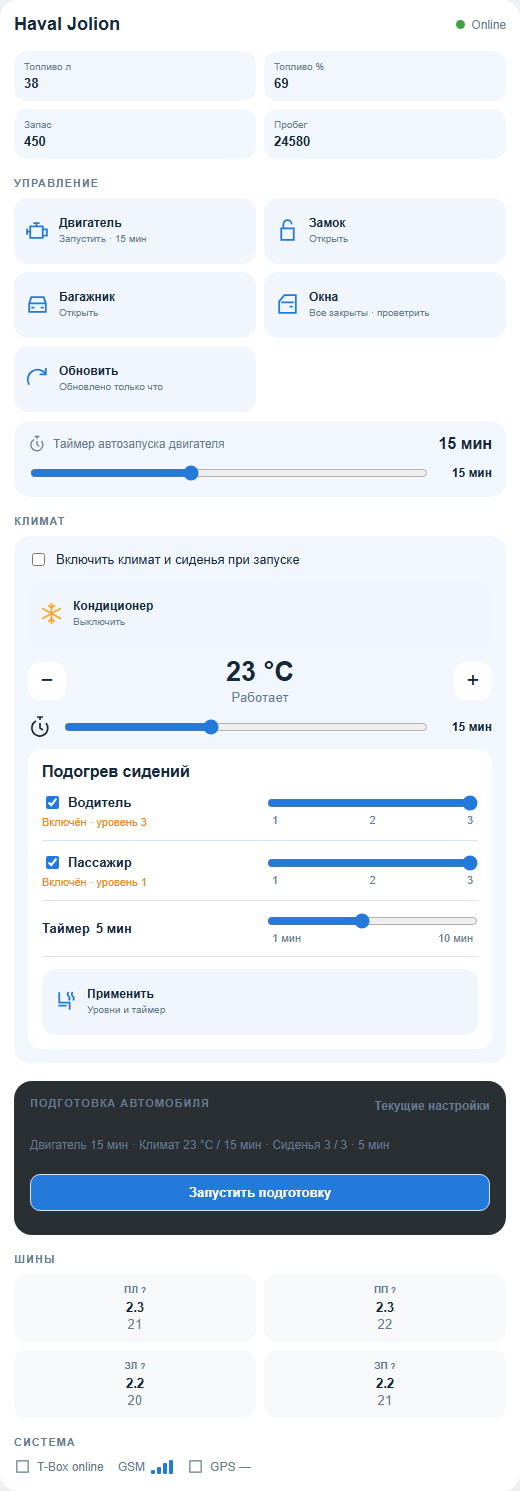 Haval Jolion
Online
Топливо л
38
Топливо %
69
Запас
450
Пробег
24580
УПРАВЛЕНИЕ
Двигатель
Запустить · 15 мин
Замок
Открыть
Багажник
Открыть
Окна
Все закрыты · проветрить
Обновить
Обновлено только что
Таймер автозапуска двигателя
15 мин
15 мин
КЛИМАТ
Включить климат и сиденья при запуске
Кондиционер
Выключить
− 23 °C +
Работает
15 мин
Подогрев сидений
Водитель
Включён · уровень 3
1 2 3
Пассажир
Включён · уровень 1
1 2 3
Таймер 5 мин
1 мин 10 мин
Применить
Уровни и таймер
ПОДГОТОВКА АВТОМОБИЛЯ
Текущие настройки
Двигатель 15 мин · Климат 23 °C / 15 мин · Сиденья 3 / 3 · 5 мин
Запустить подготовку
ШИНЫ
ПЛ ?
2.3
21
ПП ?
2.3
22
ЗЛ ?
2.2
20
ЗП ?
2.2
21
СИСТЕМА
T-Box online GSM GPS —